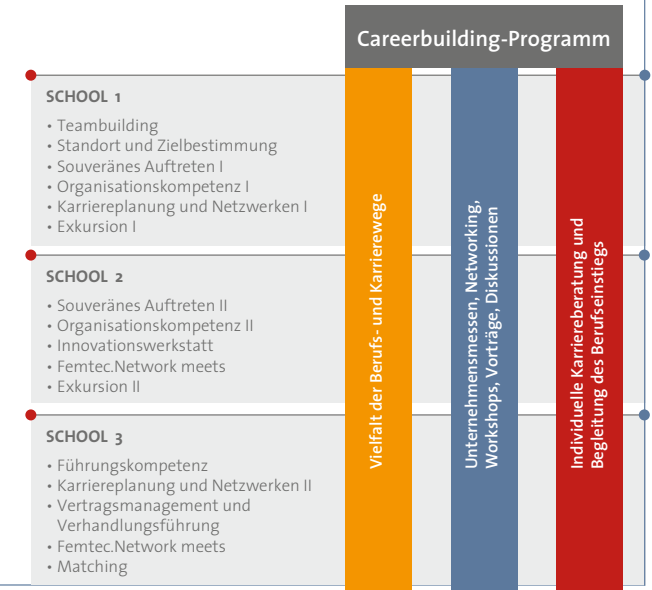 Careerbuilding-Programm
SCHOOL 1
• Teambuilding
• Standort und Zielbestimmung
• Souveränes Auftreten I
• Organisationskompetenz I
• Karriereplanung und Netzwerken I
• Exkursion I
SCHOOL 2
• Souveränes Auftreten II
• Organisationskompetenz II
• Innovationswerkstatt
• Femtec.Network meets
• Exkursion II
SCHOOL 3
• Führungskompetenz
• Karriereplanung und Netzwerken II
• Vertragsmanagement und
Verhandlungsführung
• Femtec.Network meets
• Matching
Vielfalt der Berufs- und Karrierewege
Unternehmensmessen, Networking,
Workshops, Vorträge, Diskussionen
Individuelle Karriereberatung und
Begleitung des Berufseinstiegs